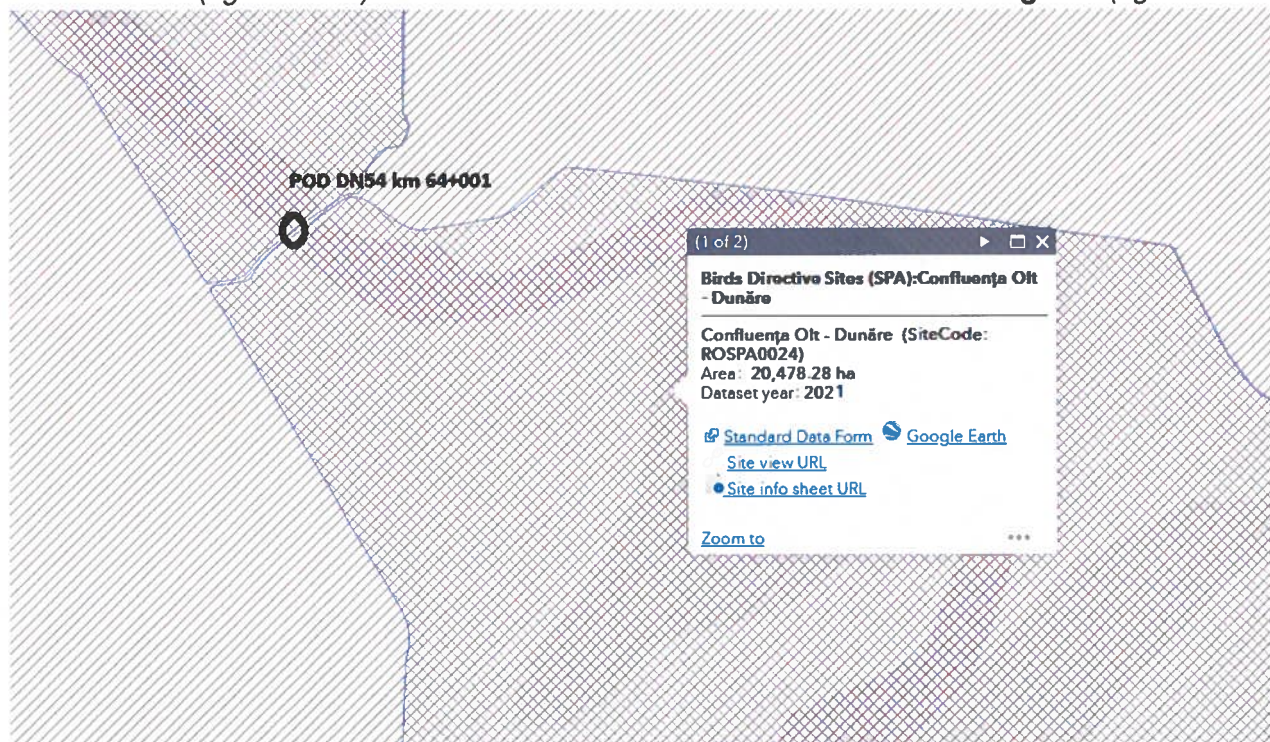 POD DN54 km 64+001
(1 of 2)
Birds Directive Sites (SPA):Confluența Olt
- Dunăre
Confluența Olt - Dunăre (SiteCode:
ROSPA0024)
Area: 20,478.28 ha
Dataset year: 2021
Standard Data Form Google Earth
Site view URL
Site info sheet URL
Zoom to